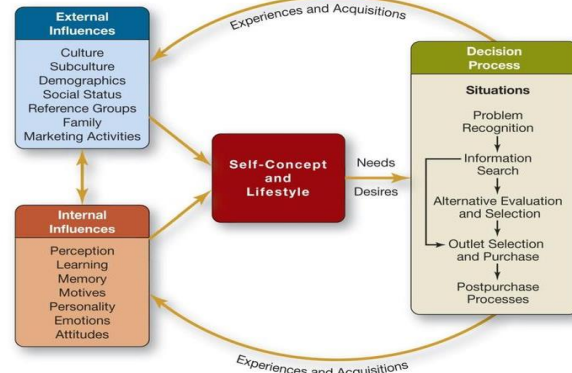 Experiences and Acquisitions
External
Influences
Culture
Subculture
Demographics
Social Status
Reference Groups
Family
Marketing Activities
Internal
Influences
Perception
Learning
Memory
Motives
Personality
Emotions
Attitudes
Self-Concept
and
Lifestyle
Needs
Desires
Decision
Process
Situations
Problem
Recognition
Information
Search
Alternative Evaluation
and Selection
Outlet Selection
and Purchase
Postpurchase
Processes
Experiences and Acquisitions